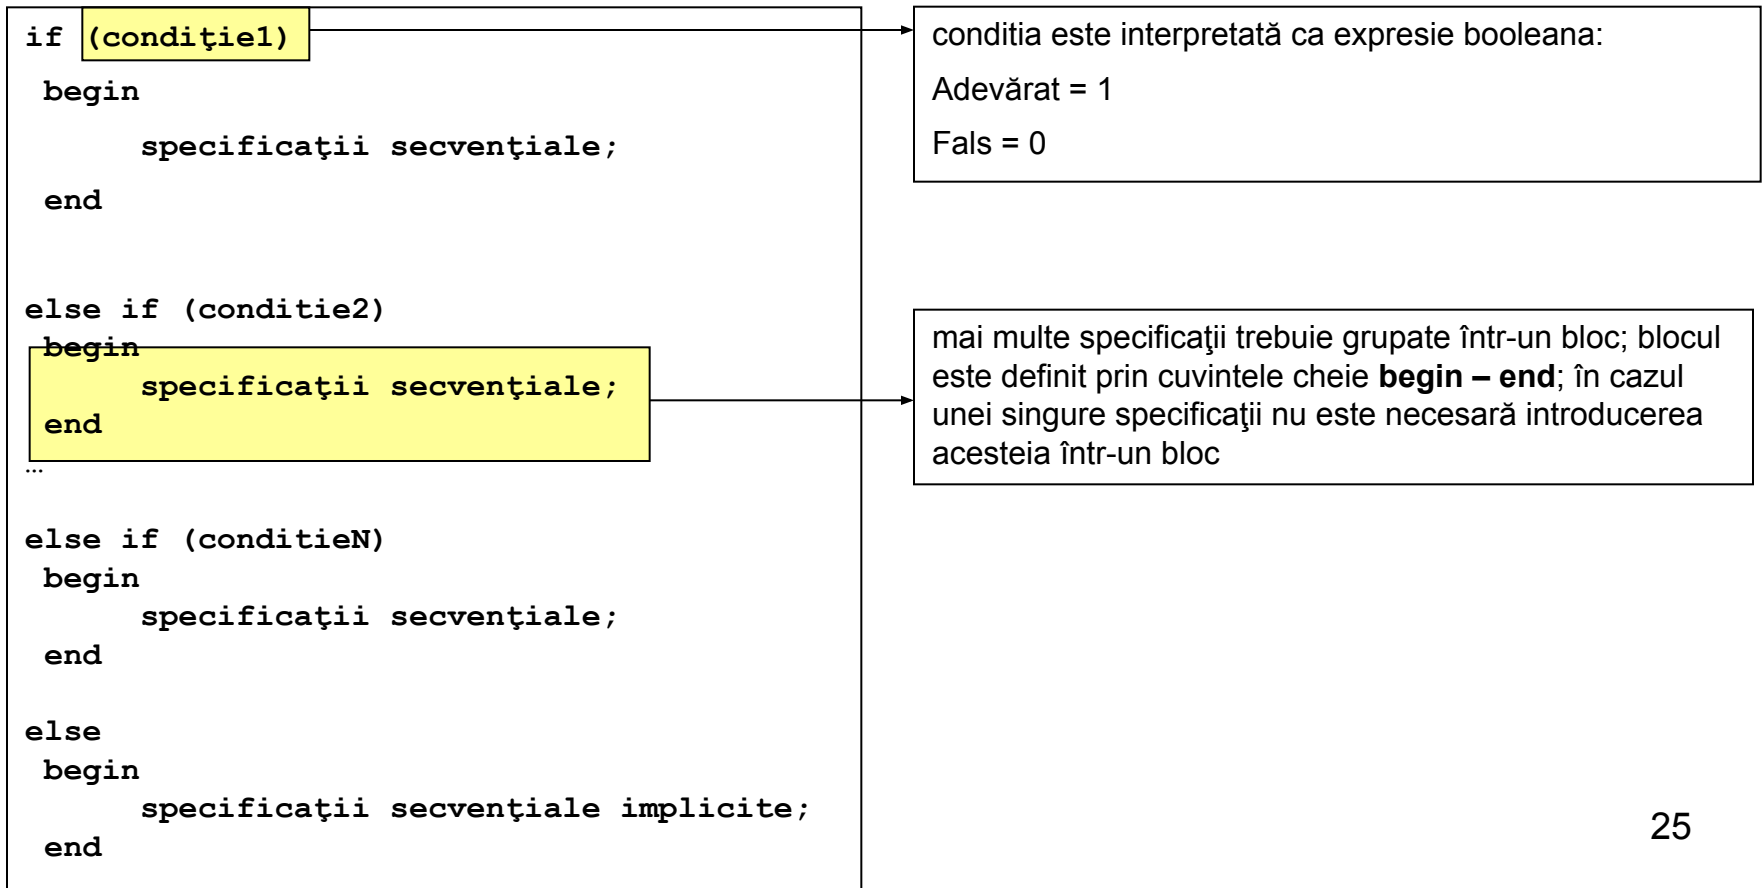 if (condiţie1)
begin
specificaţii secvenţiale;
end
else if (conditie2)
begin
specificaţii secvenţiale;
end
...
else if (conditieN)
begin
specificaţii secvenţiale;
end
else
begin
specificaţii secvenţiale implicite;
end
conditia este interpretată ca expresie booleana:
Adevărat = 1
Fals = 0
mai multe specificaţii trebuie grupate într-un bloc; blocul
este definit prin cuvintele cheie begin – end; în cazul
unei singure specificaţii nu este necesară introducerea
acesteia într-un bloc
25